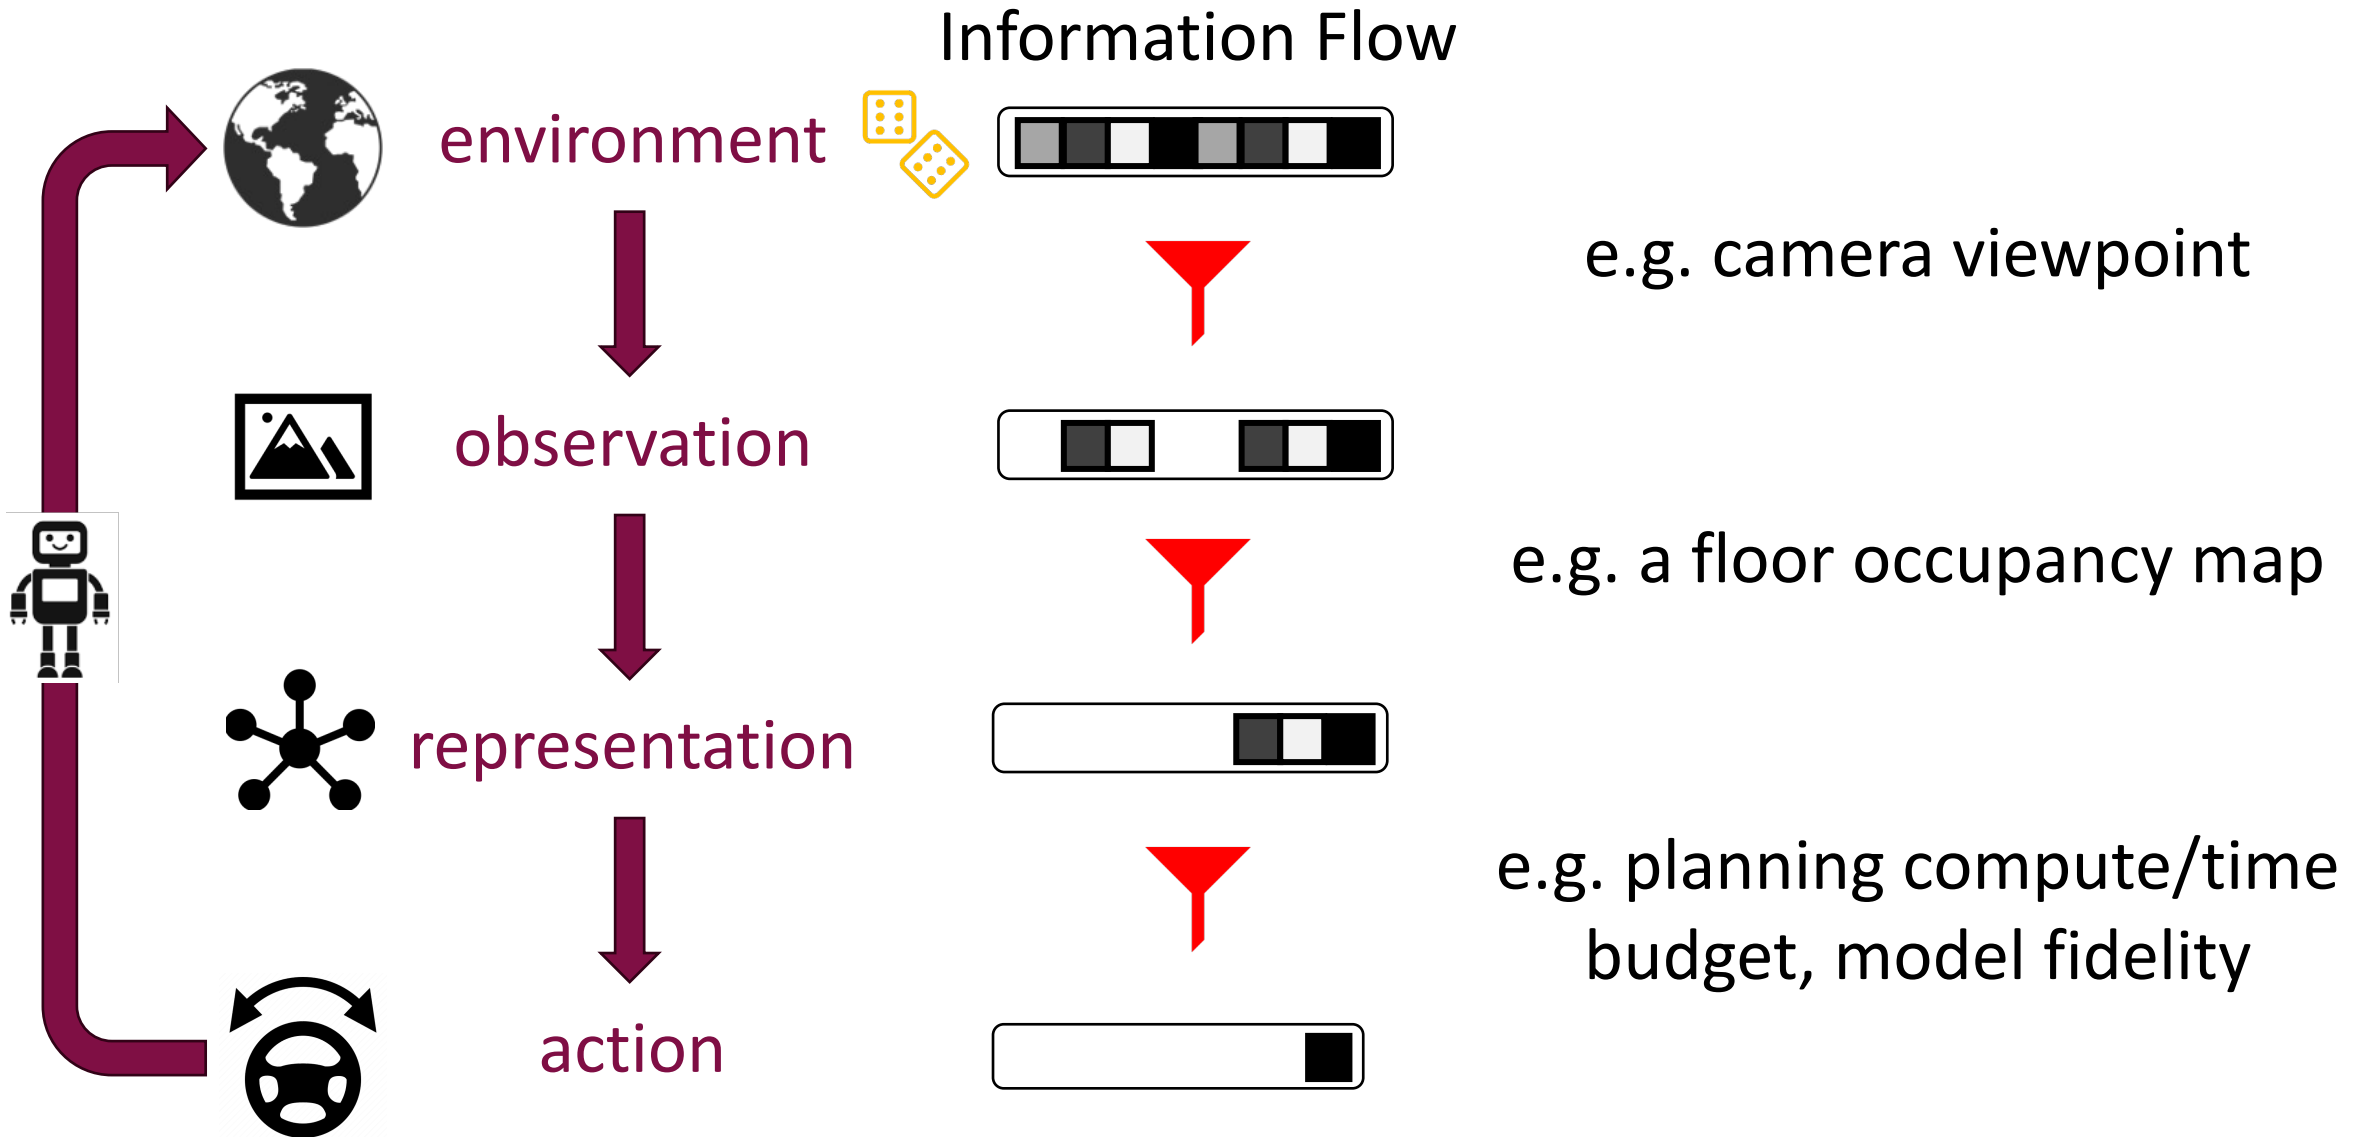 Information Flow
environment
e.g. camera viewpoint
observation
e.g. a floor occupancy map
representation
e.g. planning compute/time
budget, model fidelity
action